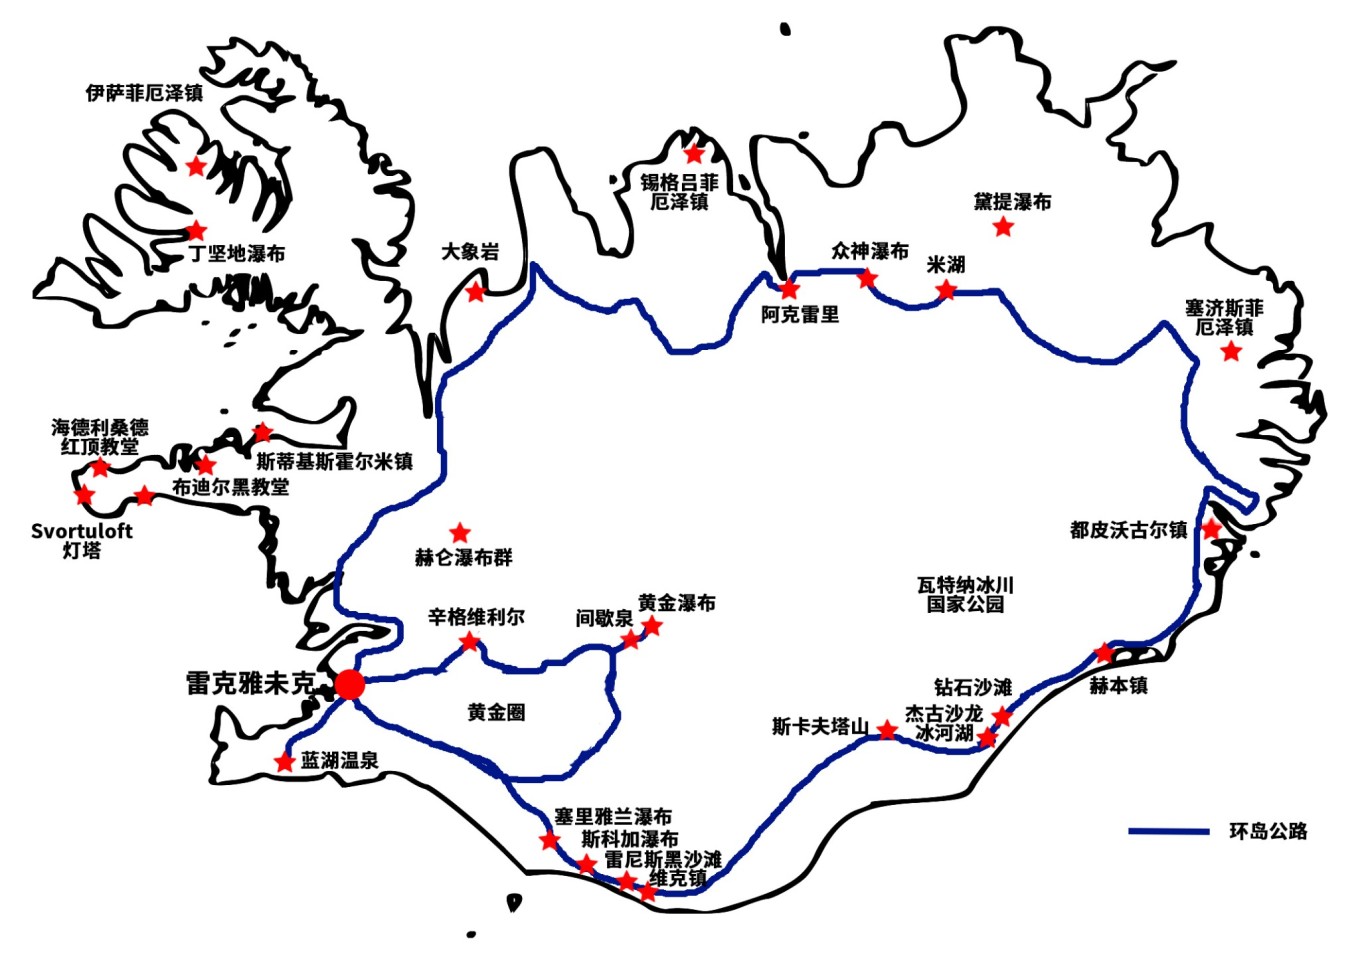 伊萨菲厄泽镇
丁坚地瀑布
大象岩
锡格吕菲
厄泽镇
阿克雷里
众神瀑布
米湖
黛提瀑布
塞济斯菲
厄泽镇
海德利桑德
红顶教堂
斯蒂基斯霍尔米镇
布迪尔黑教堂
Svortuloft
灯塔
赫仑瀑布群
都皮沃古尔镇
瓦特纳冰川
国家公园
辛格维利尔
间歇泉
黄金瀑布
雷克雅未克
黄金圈
蓝湖温泉
赫本镇
钻石沙滩
杰古沙龙
冰河湖
斯卡夫塔山
塞里雅兰瀑布
斯科加瀑布
雷尼斯黑沙滩
维克镇
环岛公路